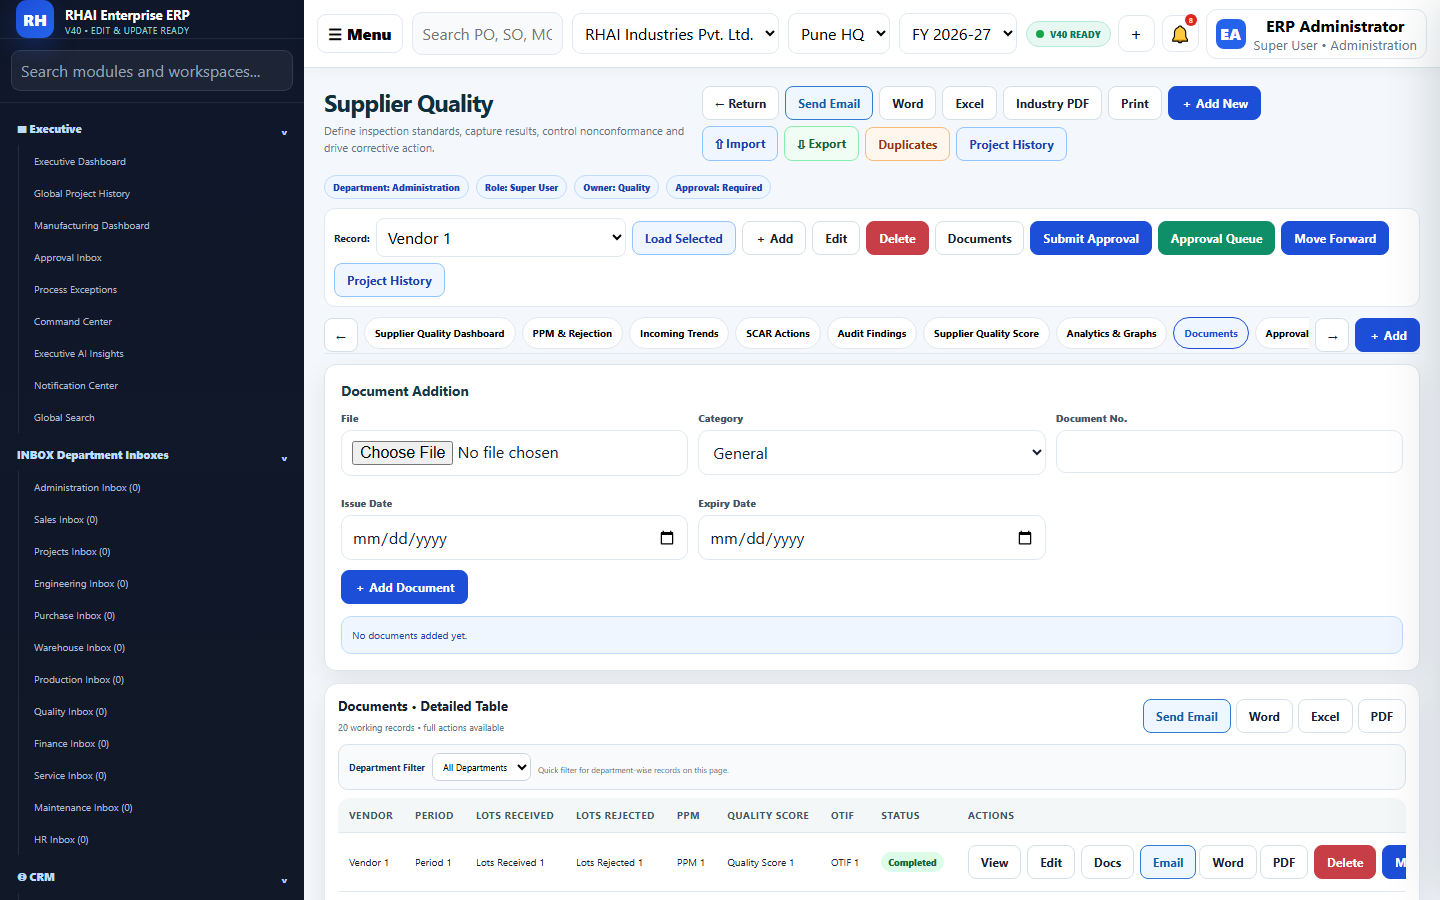 RH RHAI Enterprise ERP
V40 • EDIT & UPDATE READY
Search modules and workspaces...
Executive
Executive Dashboard
Global Project History
Manufacturing Dashboard
Approval Inbox
Process Exceptions
Command Center
Executive AI Insights
Notification Center
Global Search
INBOX Department Inboxes
Administration Inbox (0)
Sales Inbox (0)
Projects Inbox (0)
Engineering Inbox (0)
Purchase Inbox (0)
Warehouse Inbox (0)
Production Inbox (0)
Quality Inbox (0)
Finance Inbox (0)
Service Inbox (0)
Maintenance Inbox (0)
HR Inbox (0)
CRM
☰ Menu
Search PO, SO, MO
RHAI Industries Pvt. Ltd.
Pune HQ
FY 2026-27
V40 READY
+
8
EA
ERP Administrator
Super User • Administration
Supplier Quality
Define inspection standards, capture results, control nonconformance and
drive corrective action.
← Return
Send Email
Word
Excel
Industry PDF
Print
+ Add New
⇧ Import
⇩ Export
Duplicates
Project History
Department: Administration
Role: Super User
Owner: Quality
Approval: Required
Record:
Vendor 1
Load Selected
+ Add
Edit
Delete
Documents
Submit Approval
Approval Queue
Move Forward
Project History
←
Supplier Quality Dashboard
PPM & Rejection
Incoming Trends
SCAR Actions
Audit Findings
Supplier Quality Score
Analytics & Graphs
Documents
Approval
→
+ Add
Document Addition
File
Category
Document No.
Choose File No file chosen
General
Issue Date
Expiry Date
mm/dd/yyyy
mm/dd/yyyy
+ Add Document
No documents added yet.
Documents • Detailed Table
20 working records • full actions available
Send Email
Word
Excel
PDF
Department Filter
All Departments
Quick filter for department-wise records on this page.
VENDOR PERIOD LOTS RECEIVED LOTS REJECTED PPM QUALITY SCORE OTIF STATUS ACTIONS
Vendor 1 Period 1 Lots Received 1 Lots Rejected 1 PPM 1 Quality Score 1 OTIF 1 Completed View Edit Docs Email Word PDF Delete M